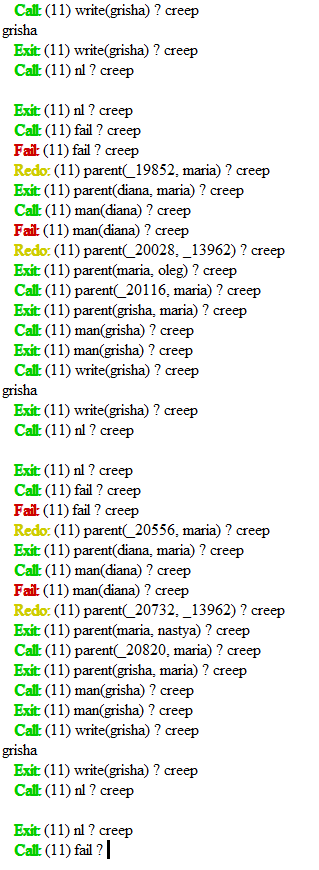 Call: (11) write(grisha) ? creep
grisha
Exit: (11) write(grisha) ? creep
Call: (11) nl ? creep
Exit: (11) nl ? creep
Call: (11) fail ? creep
Fail: (11) fail ? creep
Redo: (11) parent(_19852, maria) ? creep
Exit: (11) parent(diana, maria) ? creep
Call: (11) man(diana) ? creep
Fail: (11) man(diana) ? creep
Redo: (11) parent(_20028, _13962) ? creep
Exit: (11) parent(maria, oleg) ? creep
Call: (11) parent(_20116, maria) ? creep
Exit: (11) parent(grisha, maria) ? creep
Call: (11) man(grisha) ? creep
Exit: (11) man(grisha) ? creep
Call: (11) write(grisha) ? creep
grisha
Exit: (11) write(grisha) ? creep
Call: (11) nl ? creep
Exit: (11) nl ? creep
Call: (11) fail ? creep
Fail: (11) fail ? creep
Redo: (11) parent(_20556, maria) ? creep
Exit: (11) parent(diana, maria) ? creep
Call: (11) man(diana) ? creep
Fail: (11) man(diana) ? creep
Redo: (11) parent(_20732, _13962) ? creep
Exit: (11) parent(maria, nastya) ? creep
Call: (11) parent(_20820, maria) ? creep
Exit: (11) parent(grisha, maria) ? creep
Call: (11) man(grisha) ? creep
Exit: (11) man(grisha) ? creep
Call: (11) write(grisha) ? creep
grisha
Exit: (11) write(grisha) ? creep
Call: (11) nl ? creep
Exit: (11) nl ? creep
Call: (11) fail ?